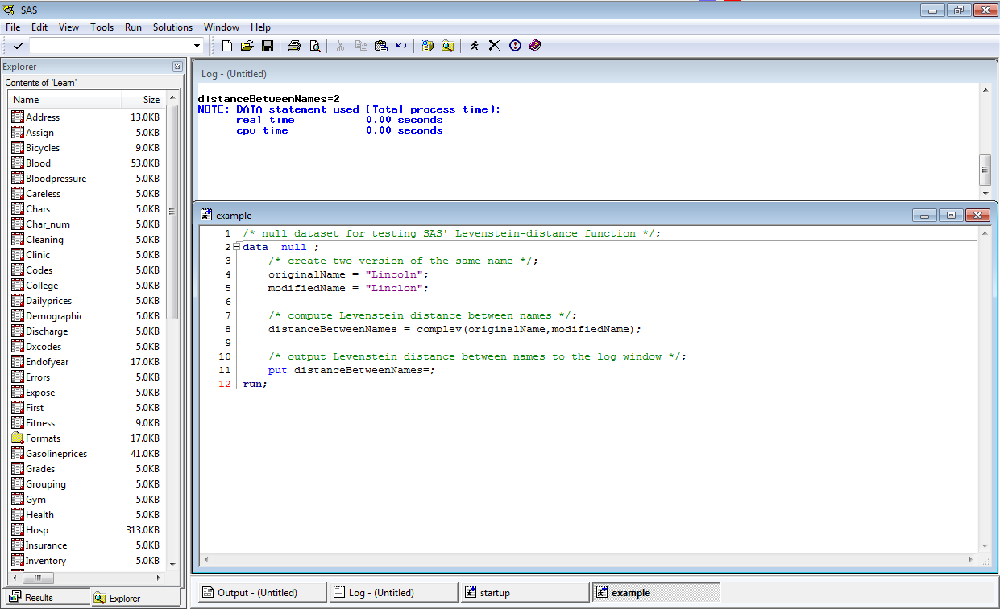 SAS
File Edit View Tools Run Solutions Window Help
Explorer
Contents of 'Learn'
Name Size
Address 13.0KB
Assign 5.0KB
Bicycles 9.0KB
Blood 53.0KB
Bloodpressure 5.0KB
Careless 5.0KB
Chars 5.0KB
Char_num 5.0KB
Cleaning 5.0KB
Clinic 5.0KB
Codes 5.0KB
College 5.0KB
Dailyprices 5.0KB
Demographic 5.0KB
Discharge 5.0KB
Dxcodes 5.0KB
Endofyear 17.0KB
Errors 5.0KB
Expose 5.0KB
First 5.0KB
Fitness 9.0KB
Formats 17.0KB
Gasolineprices 41.0KB
Grades 5.0KB
Grouping 5.0KB
Gym 5.0KB
Health 5.0KB
Hosp 313.0KB
Insurance 5.0KB
Inventory 5.0KB
Results Explorer
Log - (Untitled)
distanceBetweenNames=2
NOTE: DATA statement used (Total process time):
real time 0.00 seconds
cpu time 0.00 seconds
example
1 /* null dataset for testing SAS' Levenstein-distance function */;
2 data _null_;
3 /* create two version of the same name */;
4 originalName = "Lincoln";
5 modifiedName = "Linclon";
6
7 /* compute Levenstein distance between names */;
8 distanceBetweenNames = complev(originalName,modifiedName);
9
10 /* output Levenstein distance between names to the log window */;
11 put distanceBetweenNames=;
12 run;
Output - (Untitled) Log - (Untitled) startup example